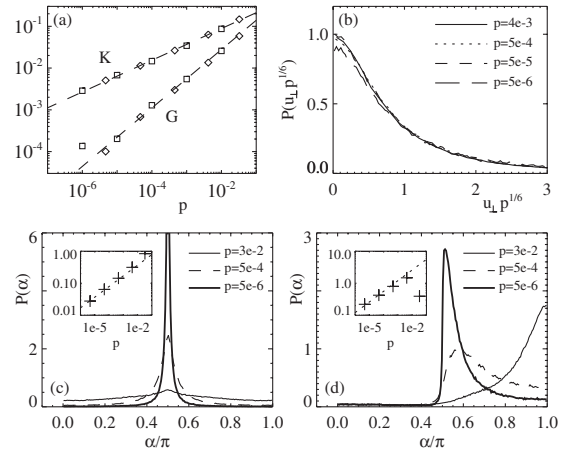 (a)
10⁻¹
10⁻²
10⁻³
10⁻⁴
K
G
10⁻⁶ 10⁻⁴ 10⁻²
p
(b)
p=4e-3
p=5e-4
p=5e-5
p=5e-6
P(u⊥p^1/6)
1.0
0.5
0.0
0 1 2 3
u⊥p^1/6
(c)
p=3e-2
p=5e-4
p=5e-6
P(α)
6
4
2
0
1.00
0.10
0.01
1e-5 1e-2
p
0.0 0.2 0.4 0.6 0.8 1.0
α/π
(d)
p=3e-2
p=5e-4
p=5e-6
P(α)
3
2
1
0
10.0
1.0
0.1
1e-5 1e-2
p
0.0 0.2 0.4 0.6 0.8 1.0
α/π